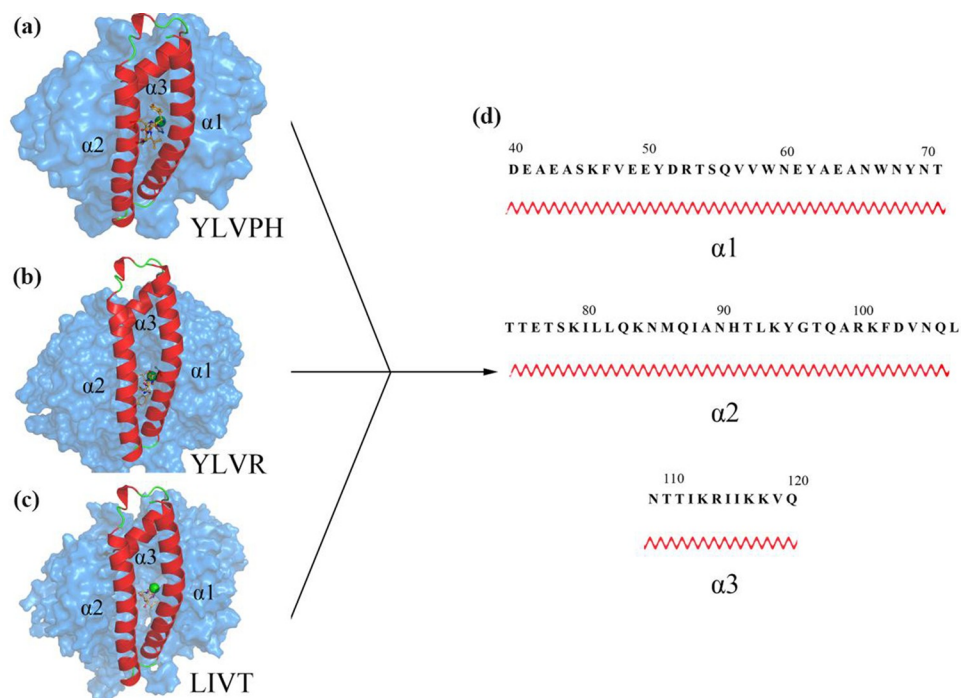 (a)
α3
α2
α1
YLVPH
(b)
α3
α2
α1
YLVR
(c)
α3
α2
α1
LIVT
(d)
40 50 60 70
DEAEASKFVEEYDRTSQVVWNEYAEANWNYNT
α1
80 90 100
TTETSKILLQKNMQIANHTLKYGTQARKFDVNQL
α2
110 120
NTTIKRIIKKVQ
α3